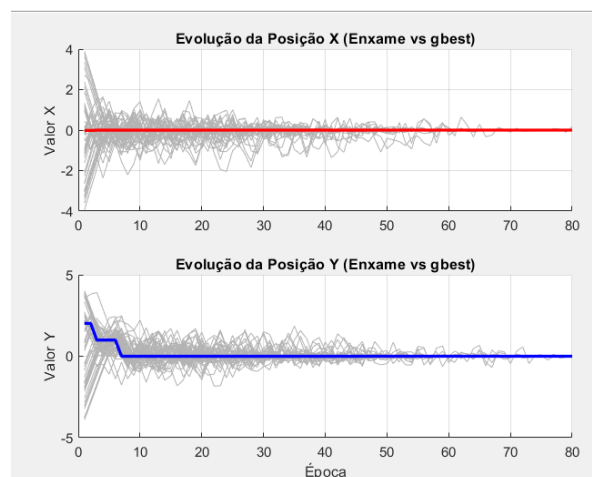 Evolução da Posição X (Enxame vs gbest)
4
2
0
-2
-4
Valor X
0 10 20 30 40 50 60 70 80
Evolução da Posição Y (Enxame vs gbest)
5
0
-5
Valor Y
0 10 20 30 40 50 60 70 80
Época